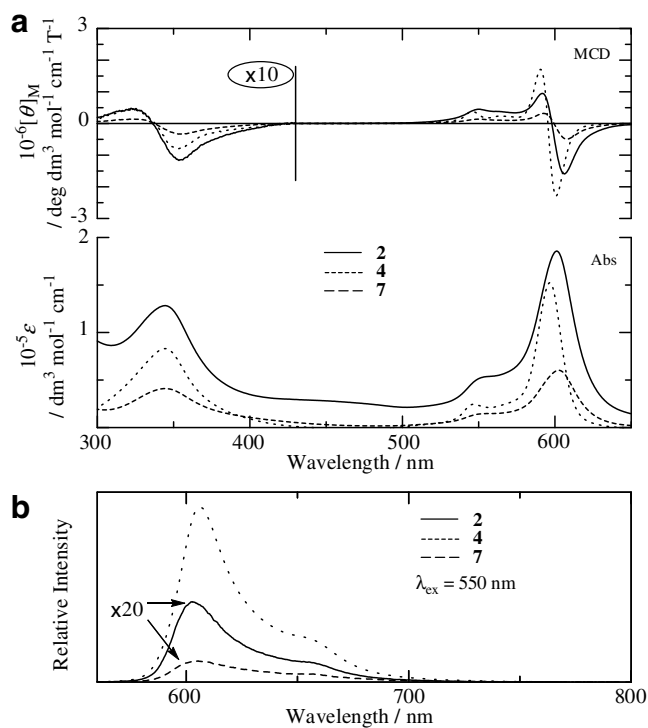 a
3
0
-3
10⁻⁶[θ]M
/ deg dm³ mol⁻¹ cm⁻¹ T⁻¹
x10
MCD
2
1
0
10⁻⁵ε
/ dm³ mol⁻¹ cm⁻¹
2
4
7
Abs
300 400 500 600
Wavelength / nm
b
Relative Intensity
x20
2
4
7
λex = 550 nm
600 700 800
Wavelength / nm